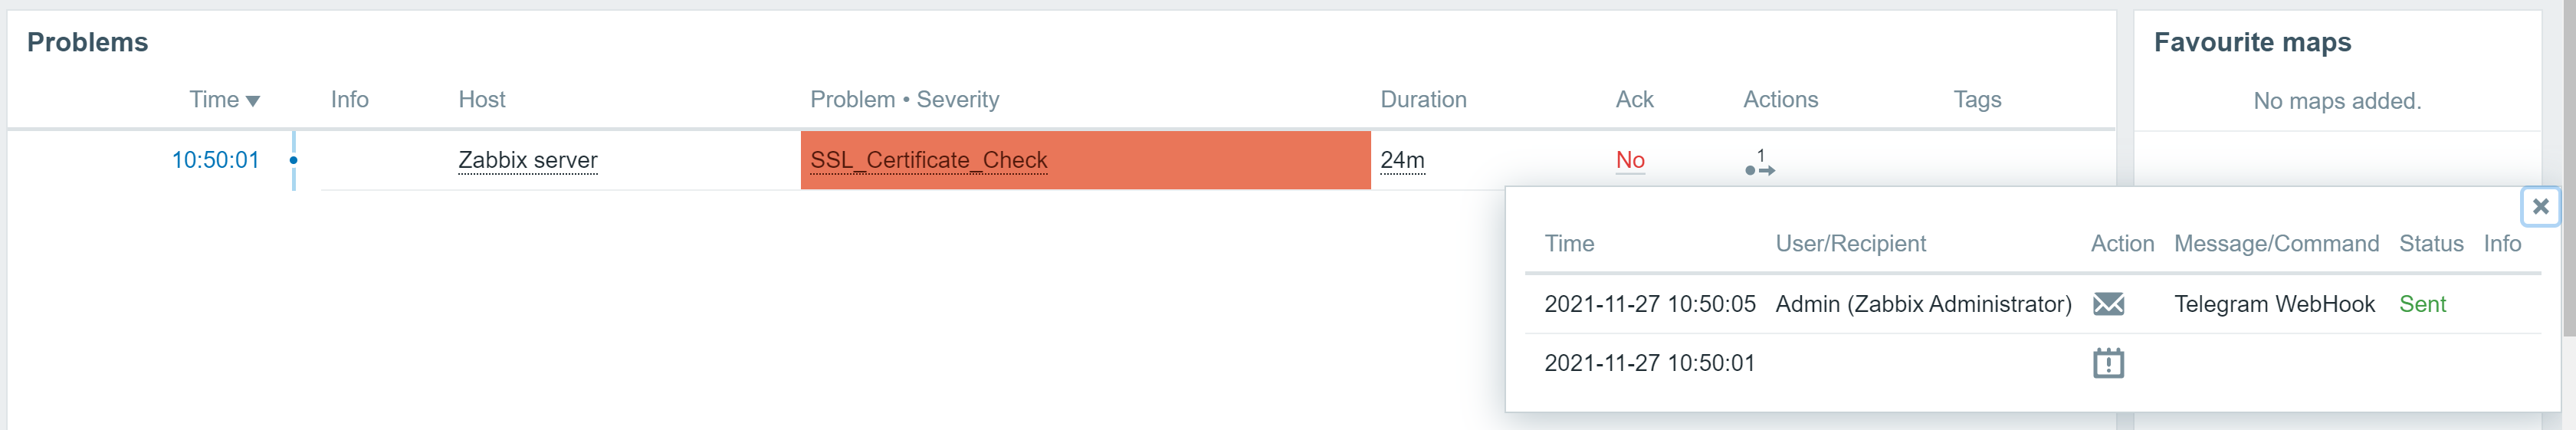 Problems
Favourite maps
Time ▼ Info Host Problem • Severity Duration Ack Actions Tags
No maps added.
10:50:01 Zabbix server SSL_Certificate_Check 24m No 1
Time User/Recipient Action Message/Command Status Info
2021-11-27 10:50:05 Admin (Zabbix Administrator) Telegram WebHook Sent
2021-11-27 10:50:01